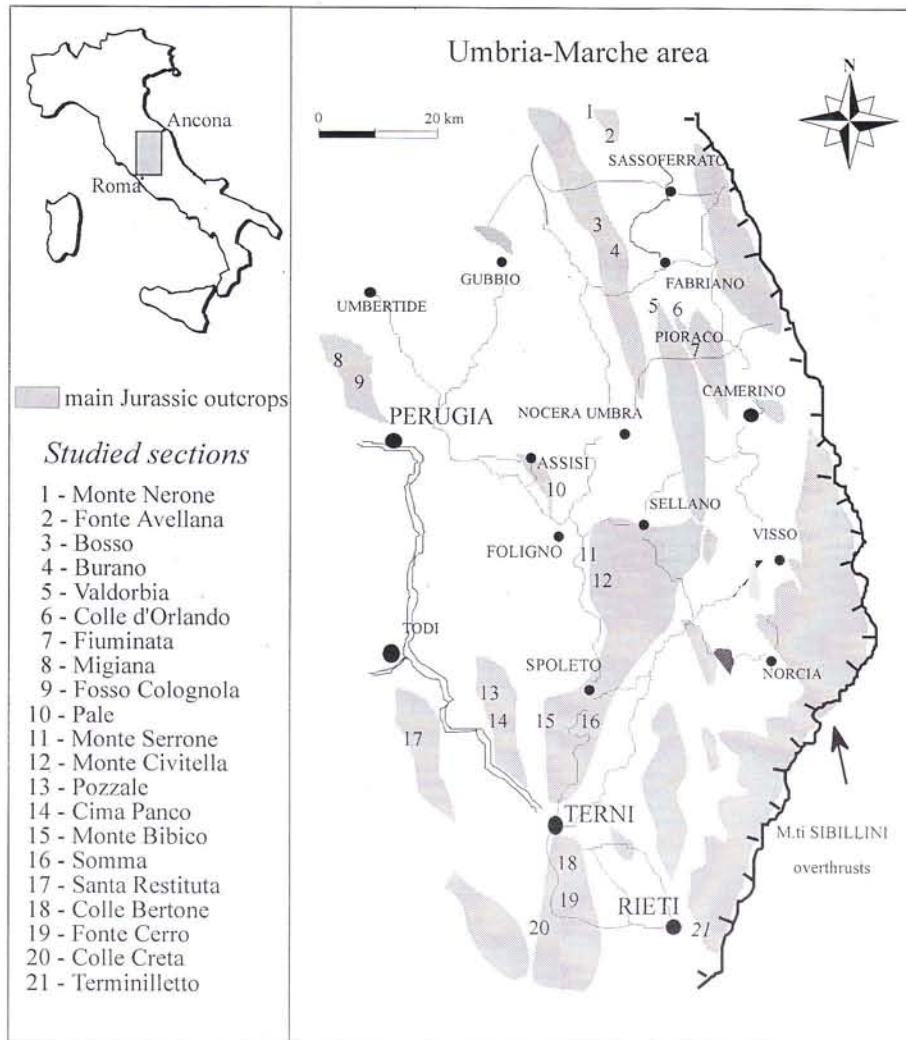 Ancona
Roma
main Jurassic outcrops
Studied sections
1 - Monte Nerone
2 - Fonte Avellana
3 - Bosso
4 - Burano
5 - Valdorbia
6 - Colle d'Orlando
7 - Fiuminata
8 - Migiana
9 - Fosso Colognola
10 - Pale
11 - Monte Serrone
12 - Monte Civitella
13 - Pozzale
14 - Cima Panco
15 - Monte Bibico
16 - Somma
17 - Santa Restituta
18 - Colle Bertone
19 - Fonte Cerro
20 - Colle Creta
21 - Terminilletto
Umbria-Marche area
N
0 20 km
1
2
SASSOFERRATO
3
4
GUBBIO
FABRIANO
UMBERTIDE
5 6
PIORACO
7
8
9
CAMERINO
PERUGIA
NOCERA UMBRA
ASSISI
10
SELLANO
VISSO
FOLIGNO
11
12
TODI
SPOLETO
NORCIA
13
14
15
16
17
TERNI
M.ti SIBILLINI
overthrusts
18
19
RIETI
20
21